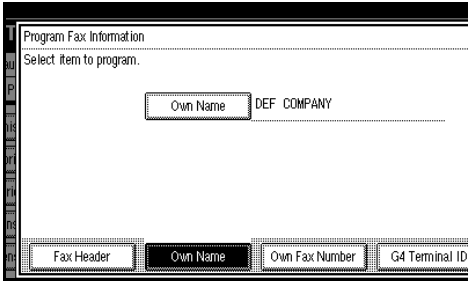 Program Fax Information
Select item to program.
Own Name DEF COMPANY
Fax Header Own Name Own Fax Number G4 Terminal ID